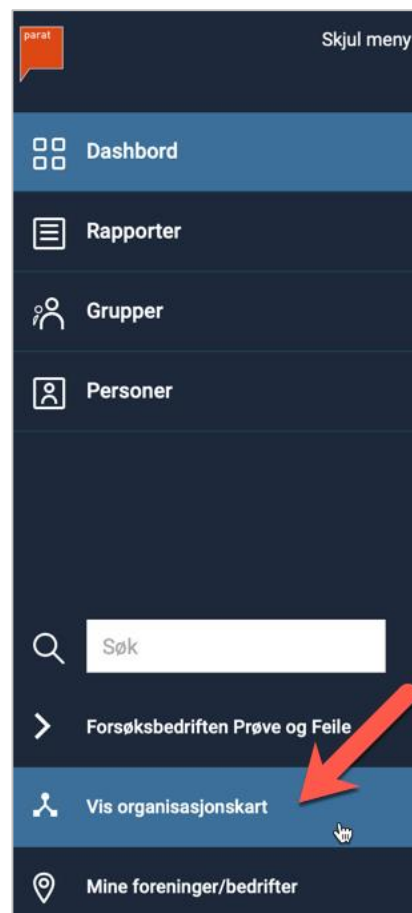 parat
Skjul meny
Dashbord
Rapporter
Grupper
Personer
Søk
Forsøksbedriften Prøve og Feile
Vis organisasjonskart
Mine foreninger/bedrifter